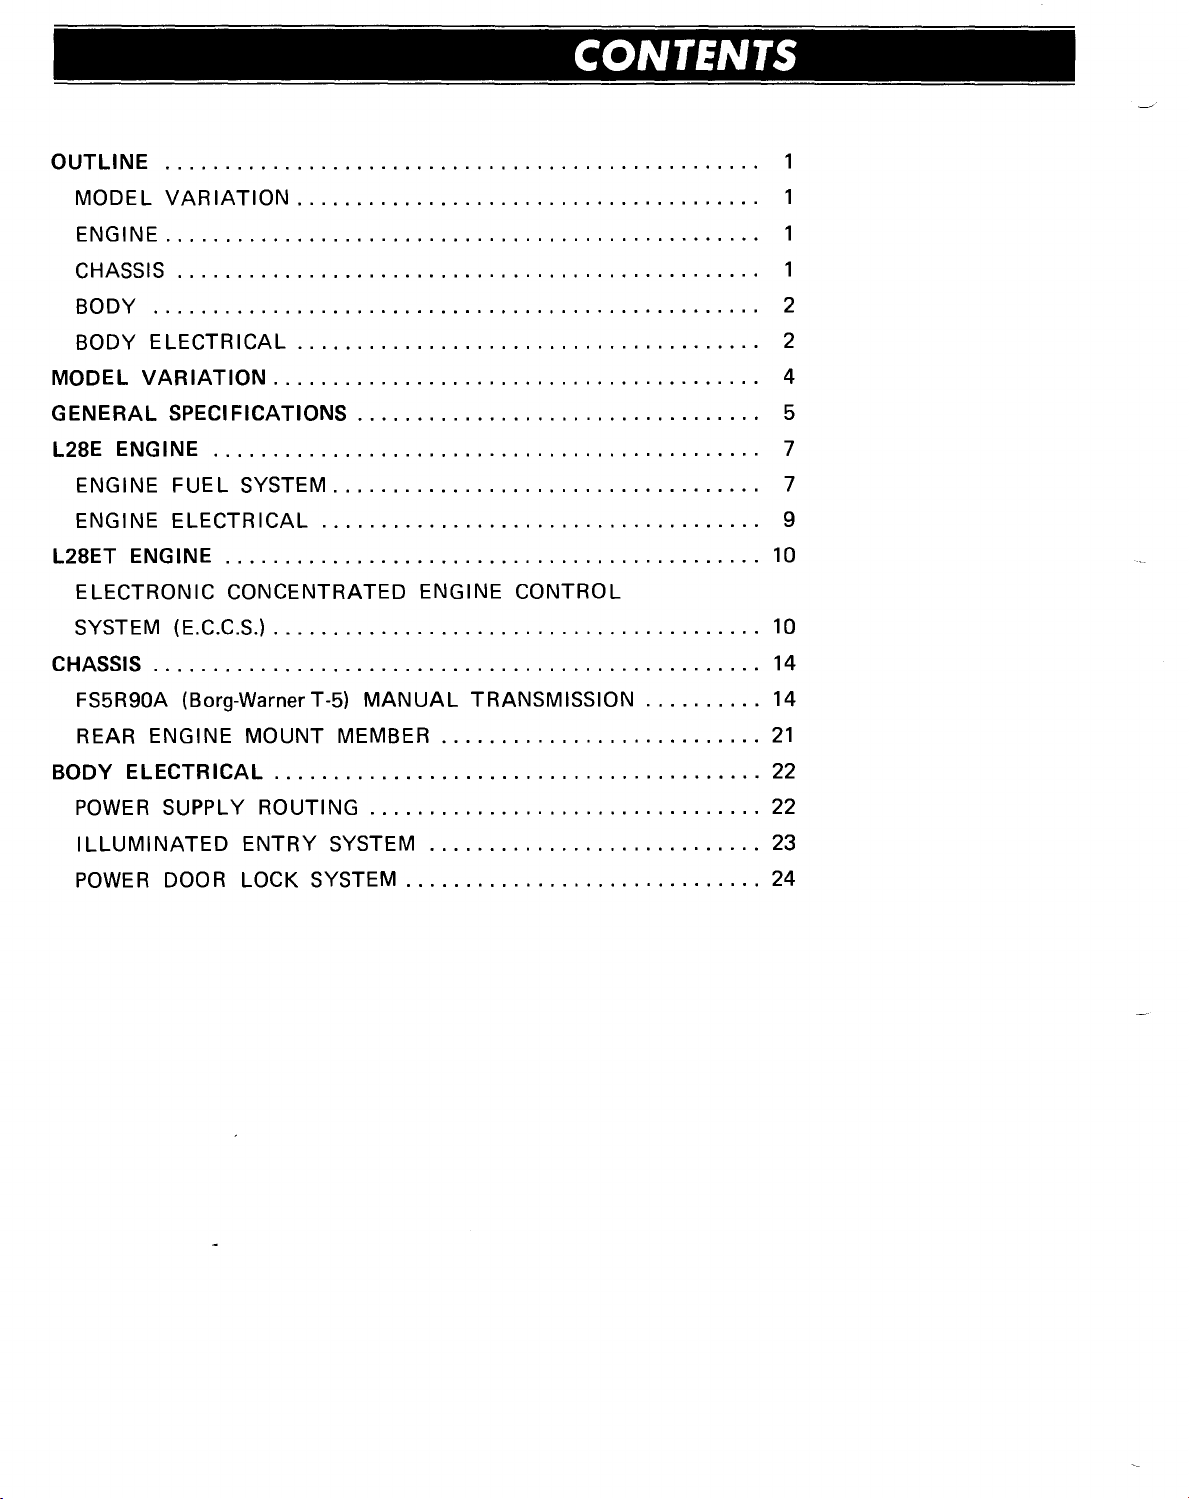 CONTENTS
OUTLINE .................................................. 1
MODEL VARIATION ....................................... 1
ENGINE .................................................. 1
CHASSIS ................................................. 1
BODY ................................................... 2
BODY ELECTRICAL ....................................... 2
MODEL VARIATION ......................................... 4
GENERAL SPECIFICATIONS .................................. 5
L28E ENGINE .............................................. 7
ENGINE FUEL SYSTEM .................................... 7
ENGINE ELECTRICAL ..................................... 9
L28ET ENGINE ............................................. 10
ELECTRONIC CONCENTRATED ENGINE CONTROL
SYSTEM (E.C.C.S.) ......................................... 10
CHASSIS ................................................... 14
FS5R90A (Borg-Warner T-5) MANUAL TRANSMISSION .......... 14
REAR ENGINE MOUNT MEMBER ........................... 21
BODY ELECTRICAL ......................................... 22
POWER SUPPLY ROUTING ................................. 22
ILLUMINATED ENTRY SYSTEM ............................ 23
POWER DOOR LOCK SYSTEM .............................. 24